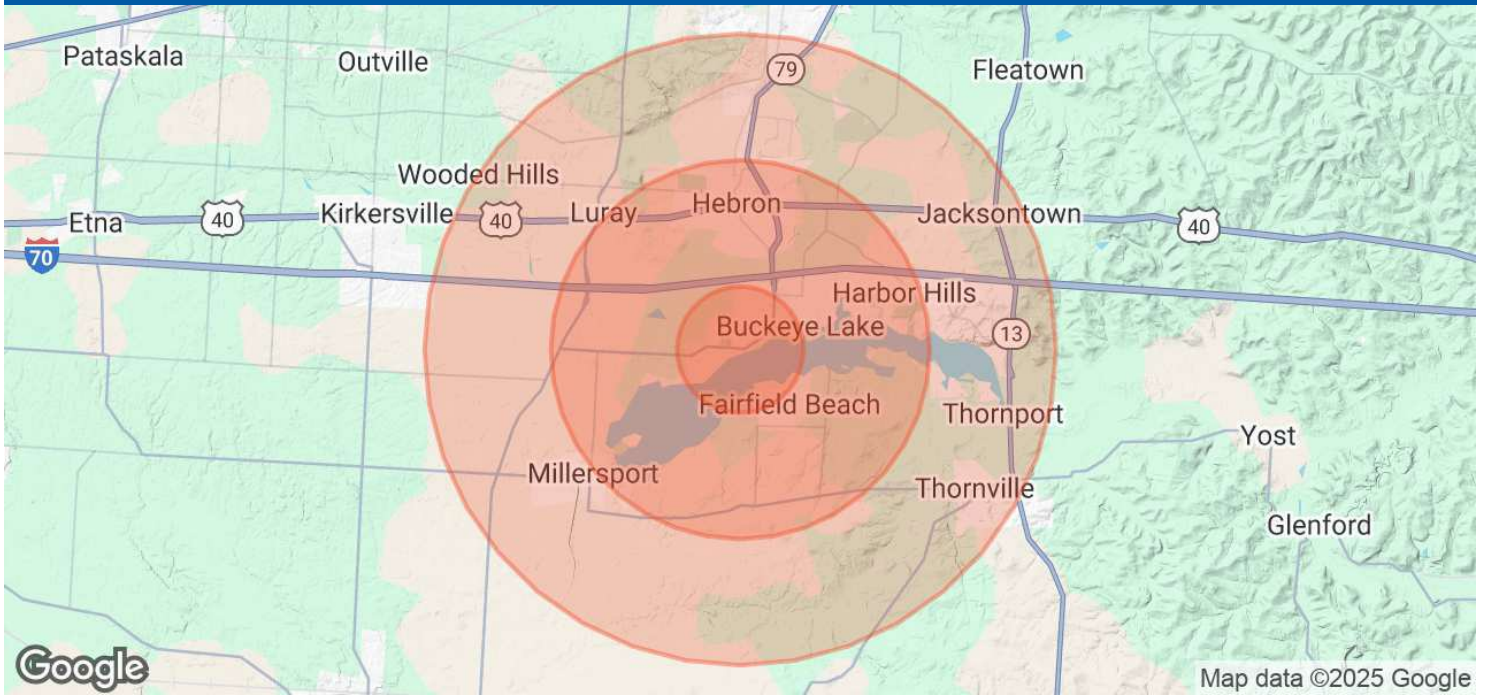 Pataskala
Outville
79
Fleatown
Wooded Hills
Etna
40
Kirkersville
40
Luray
Hebron
Jacksontown
40
70
Harbor Hills
Buckeye Lake
13
Fairfield Beach
Thornport
Yost
Millersport
Thornville
Glenford
Google
Map data ©2025 Google